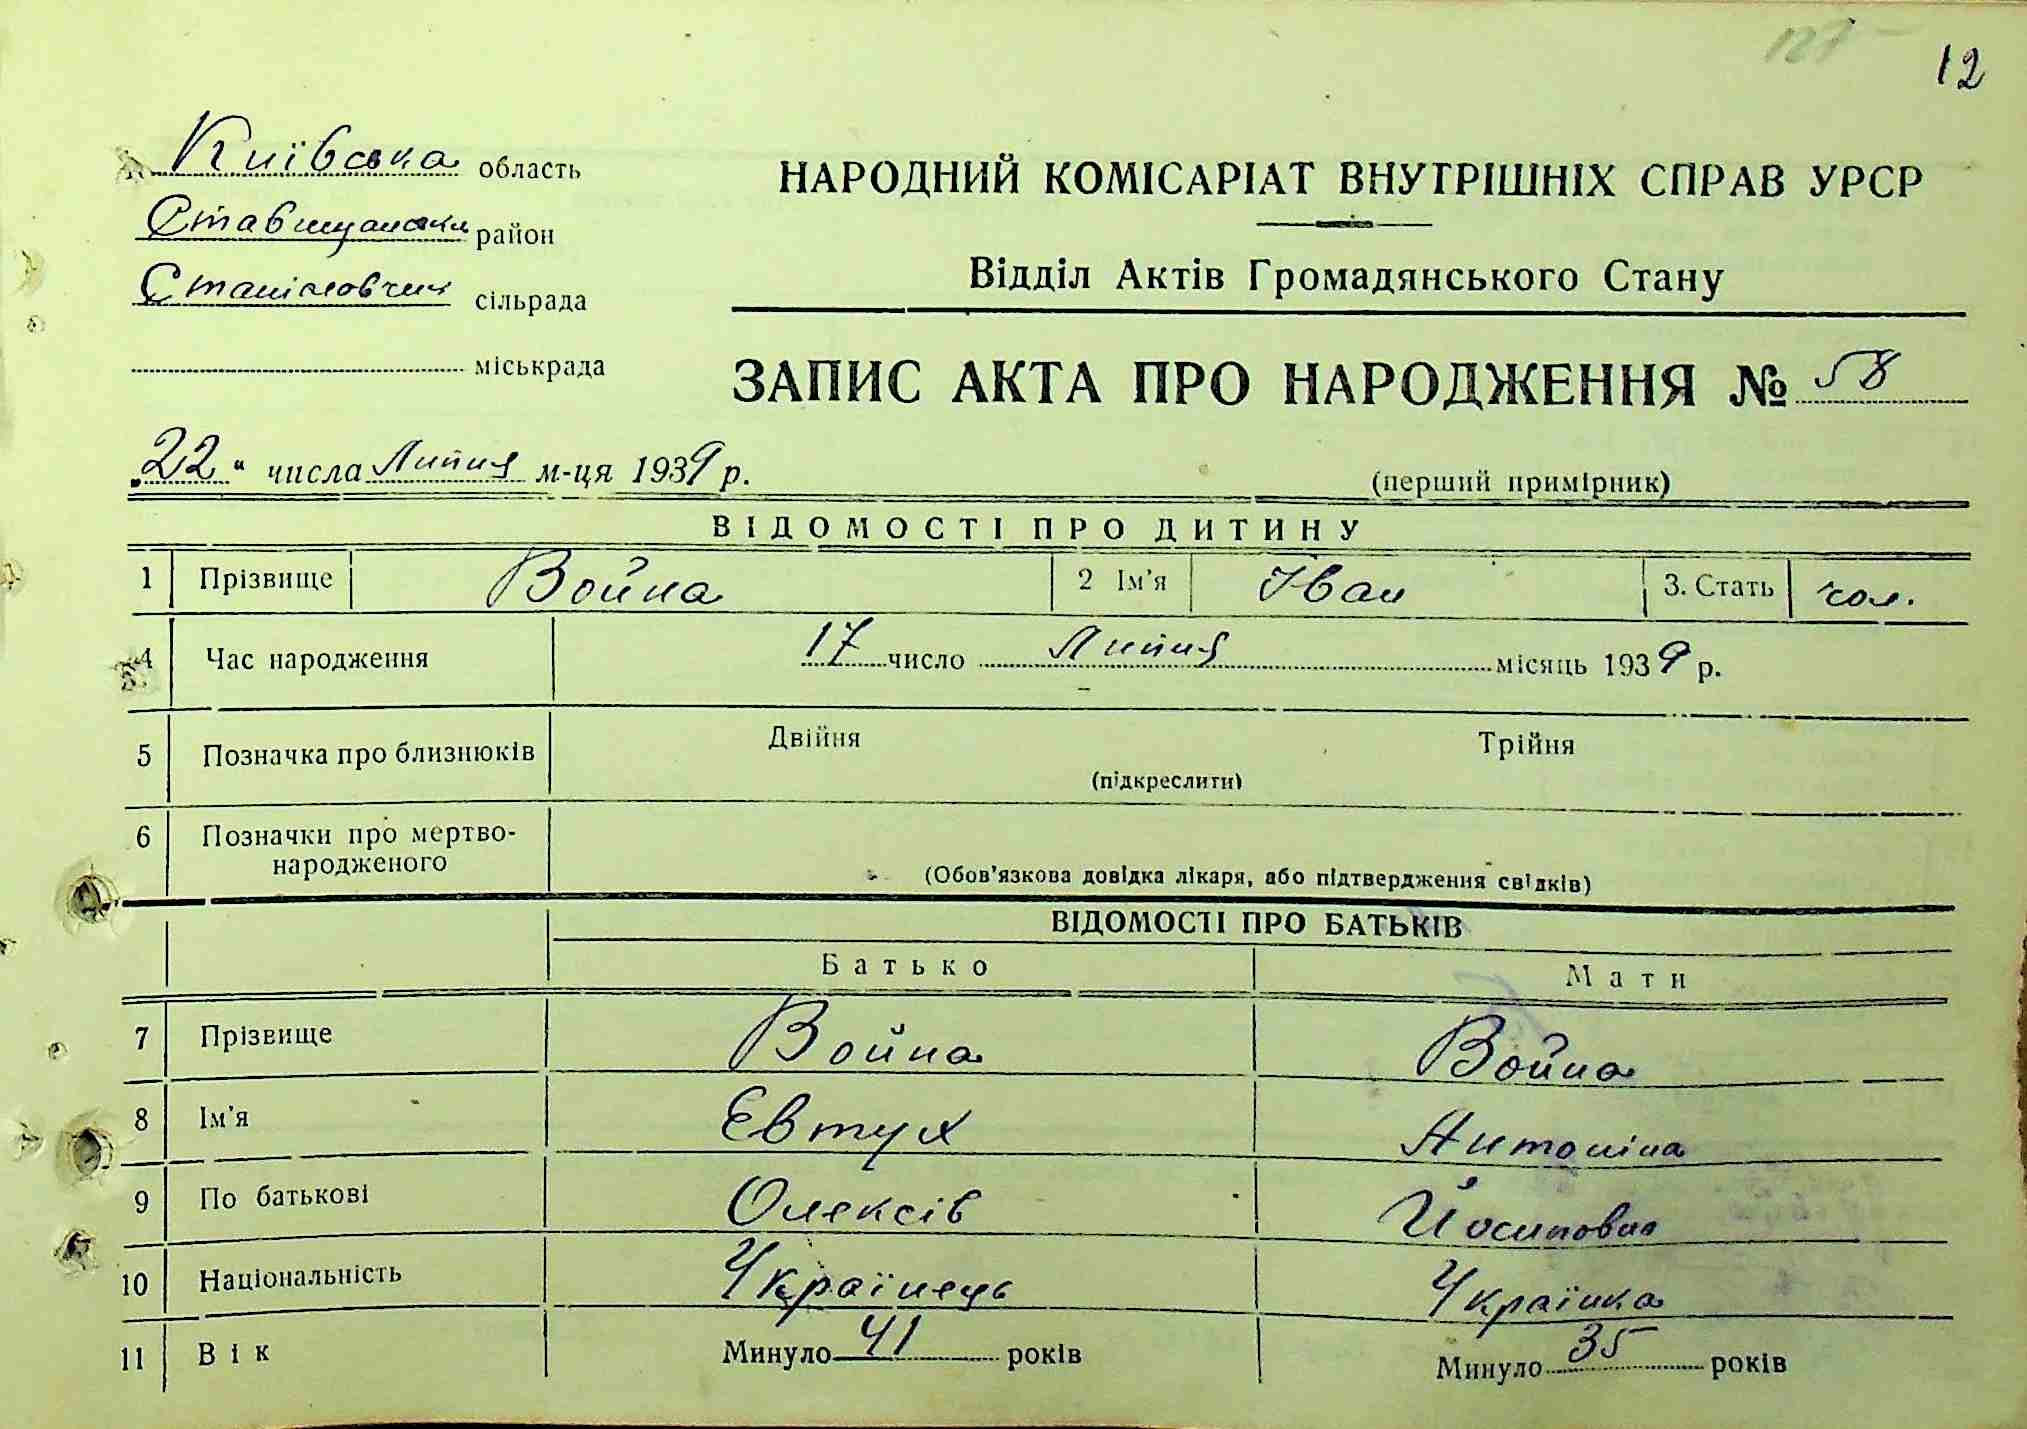 12
Київська область
НАРОДНИЙ КОМІСАРІАТ ВНУТРІШНІХ СПРАВ УРСР
район
Відділ Актів Громадянського Стану
сільрада
міськрада
ЗАПИС АКТА ПРО НАРОДЖЕННЯ № 58
„22“ числа Липня м-ця 1939 р.
(перший примірник)
ВІДОМОСТІ ПРО ДИТИНУ
1 Прізвище Война 2 Ім'я Іван 3. Стать чол.
4 Час народження 17 число Липня місяць 1939 р.
5 Позначка про близнюків Двійня Трійня
(підкреслити)
6 Позначки про мертво-
народженого
(Обов'язкова довідка лікаря, або підтвердження свідків)
ВІДОМОСТІ ПРО БАТЬКІВ
Батько Мати
7 Прізвище Война Война
8 Ім'я Євтух Антоніна
9 По батькові Олексів Йосиповна
10 Національність Українець Українка
11 Вік Минуло 41 років Минуло 35 років